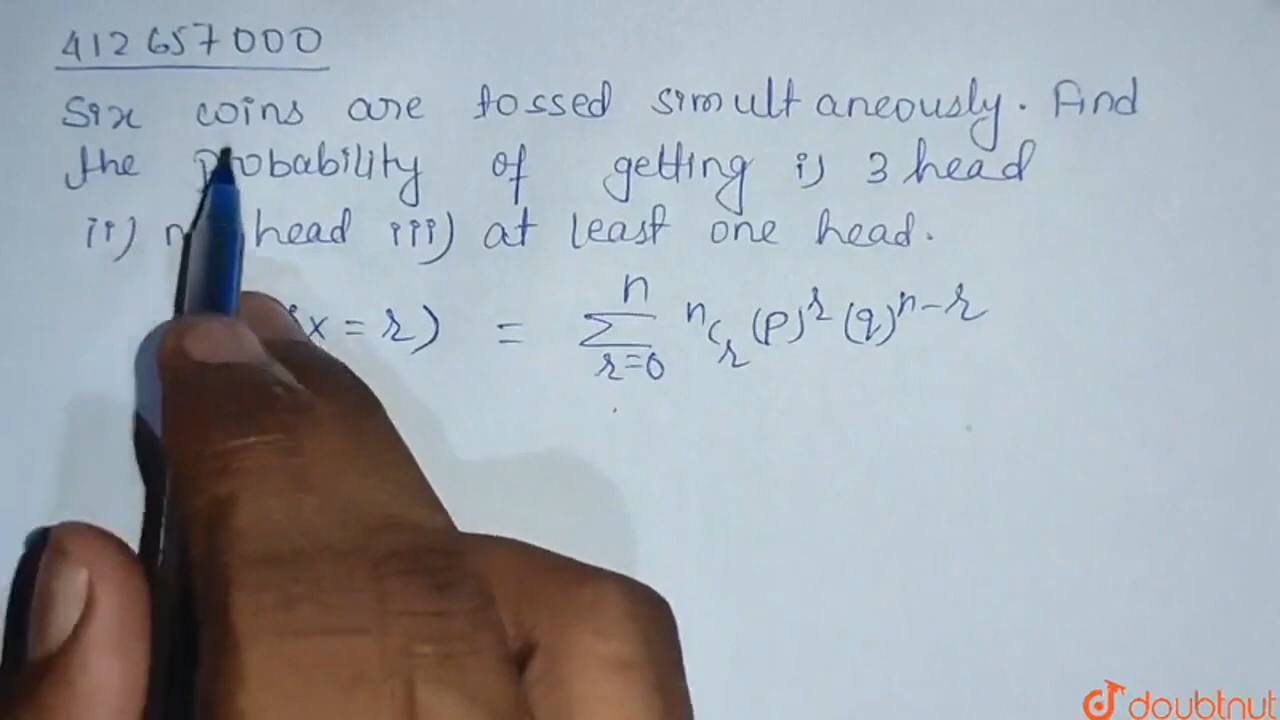 412657000
Six coins are tossed simultaneously. Find
the probability of getting i) 3 head
ii) head iii) at least one head.
x = r) = n Σ r=0 ⁿCᵣ (p)ʳ (q)ⁿ⁻ʳ
doubtnut